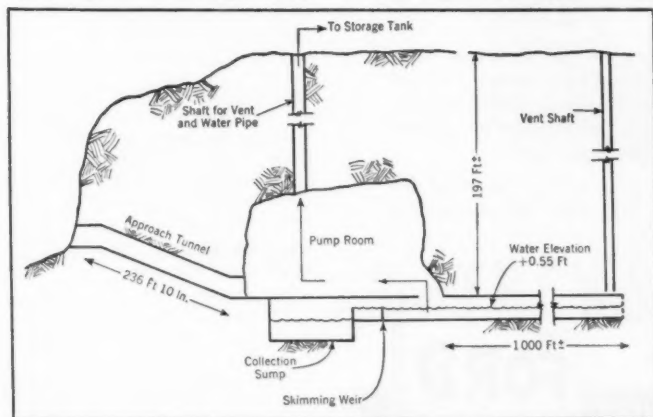 To Storage Tank
Shaft for Vent
and Water Pipe
Vent Shaft
197 Ft±
Approach Tunnel
Pump Room
Water Elevation
+0.55 Ft
236 Ft 10 In.
Collection
Sump
1000 Ft±
Skimming Weir